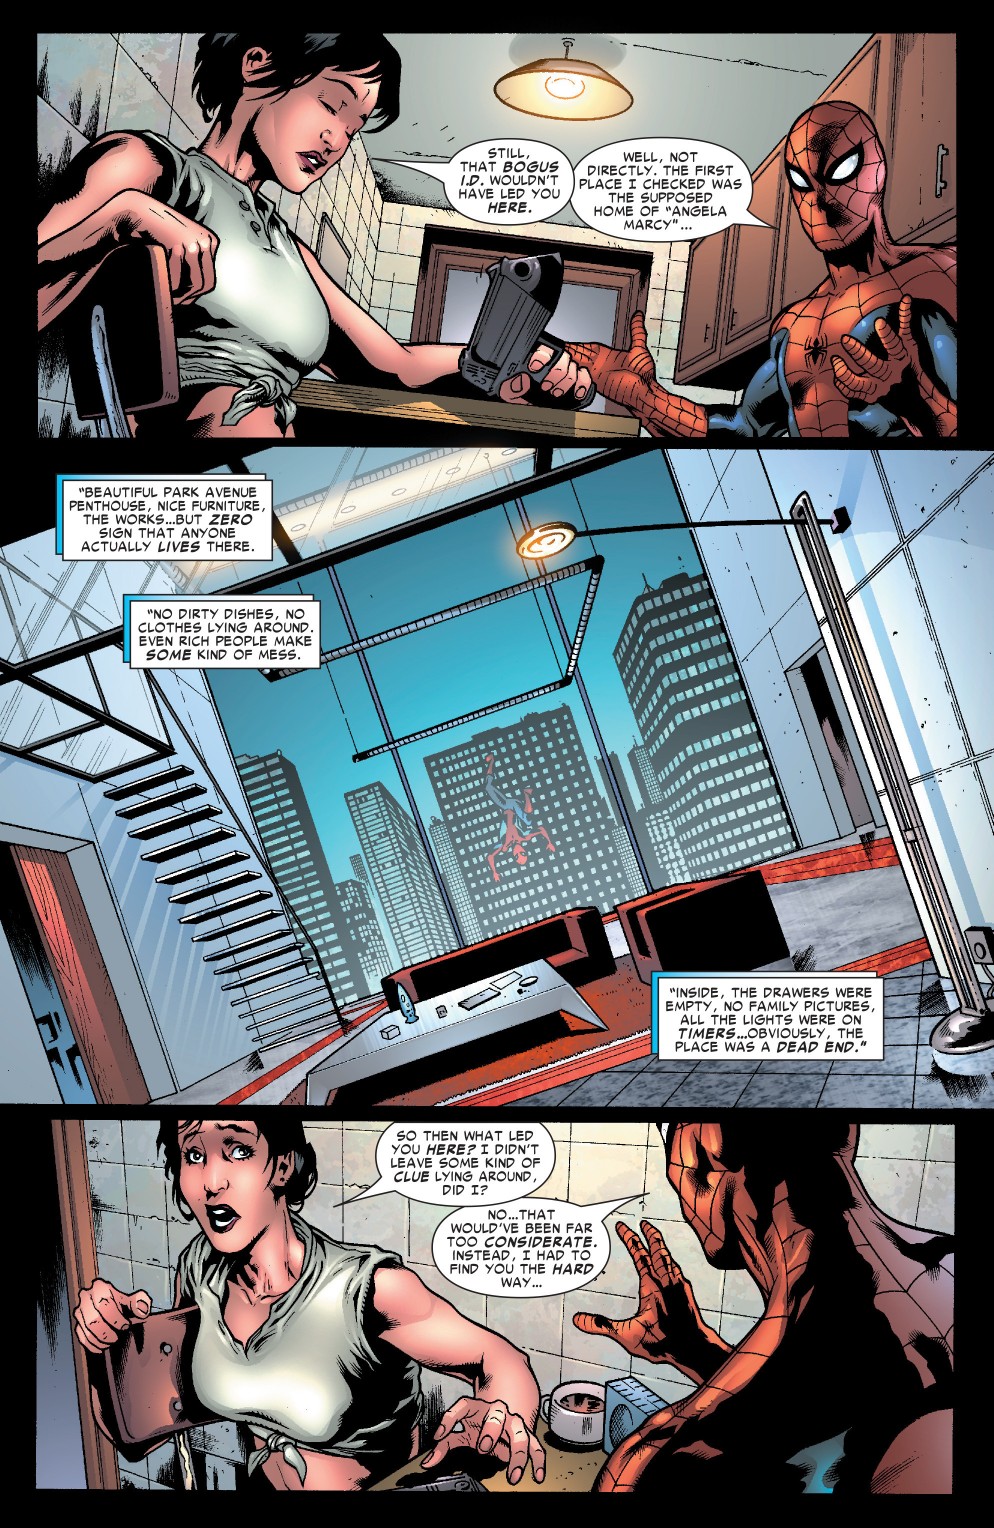 STILL,
THAT BOGUS
I.D. WOULDN'T
HAVE LED YOU
HERE.
WELL, NOT
DIRECTLY. THE FIRST
PLACE I CHECKED WAS
THE SUPPOSED
HOME OF "ANGELA
MARCY"...
"BEAUTIFUL PARK AVENUE
PENTHOUSE, NICE FURNITURE,
THE WORKS...BUT ZERO
SIGN THAT ANYONE
ACTUALLY LIVES THERE.
"NO DIRTY DISHES, NO
CLOTHES LYING AROUND.
EVEN RICH PEOPLE MAKE
SOME KIND OF MESS.
"INSIDE, THE DRAWERS WERE
EMPTY, NO FAMILY PICTURES,
ALL THE LIGHTS WERE ON
TIMERS...OBVIOUSLY, THE
PLACE WAS A DEAD END."
SO THEN WHAT LED
YOU HERE? I DIDN'T
LEAVE SOME KIND OF
CLUE LYING AROUND,
DID I?
NO...THAT
WOULD'VE BEEN FAR
TOO CONSIDERATE.
INSTEAD, I HAD TO
FIND YOU THE HARD
WAY...